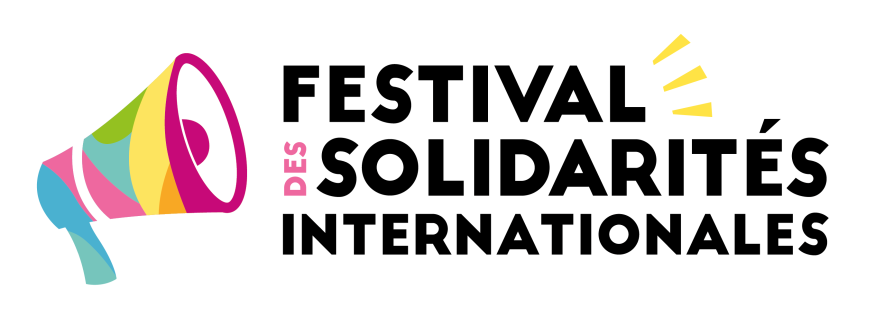 FESTIVAL
DES
SOLIDARITÉS
INTERNATIONALES